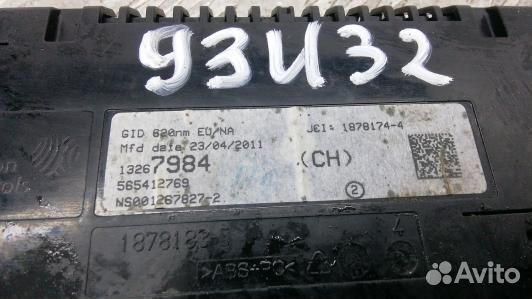 93И32
GID 620nm EU/NA
JCI: 1878174-4
Mfd date 23/04/2011
13267984
(CH)
565412769
2
NS001267827-2
>ABS+PC<
Avito